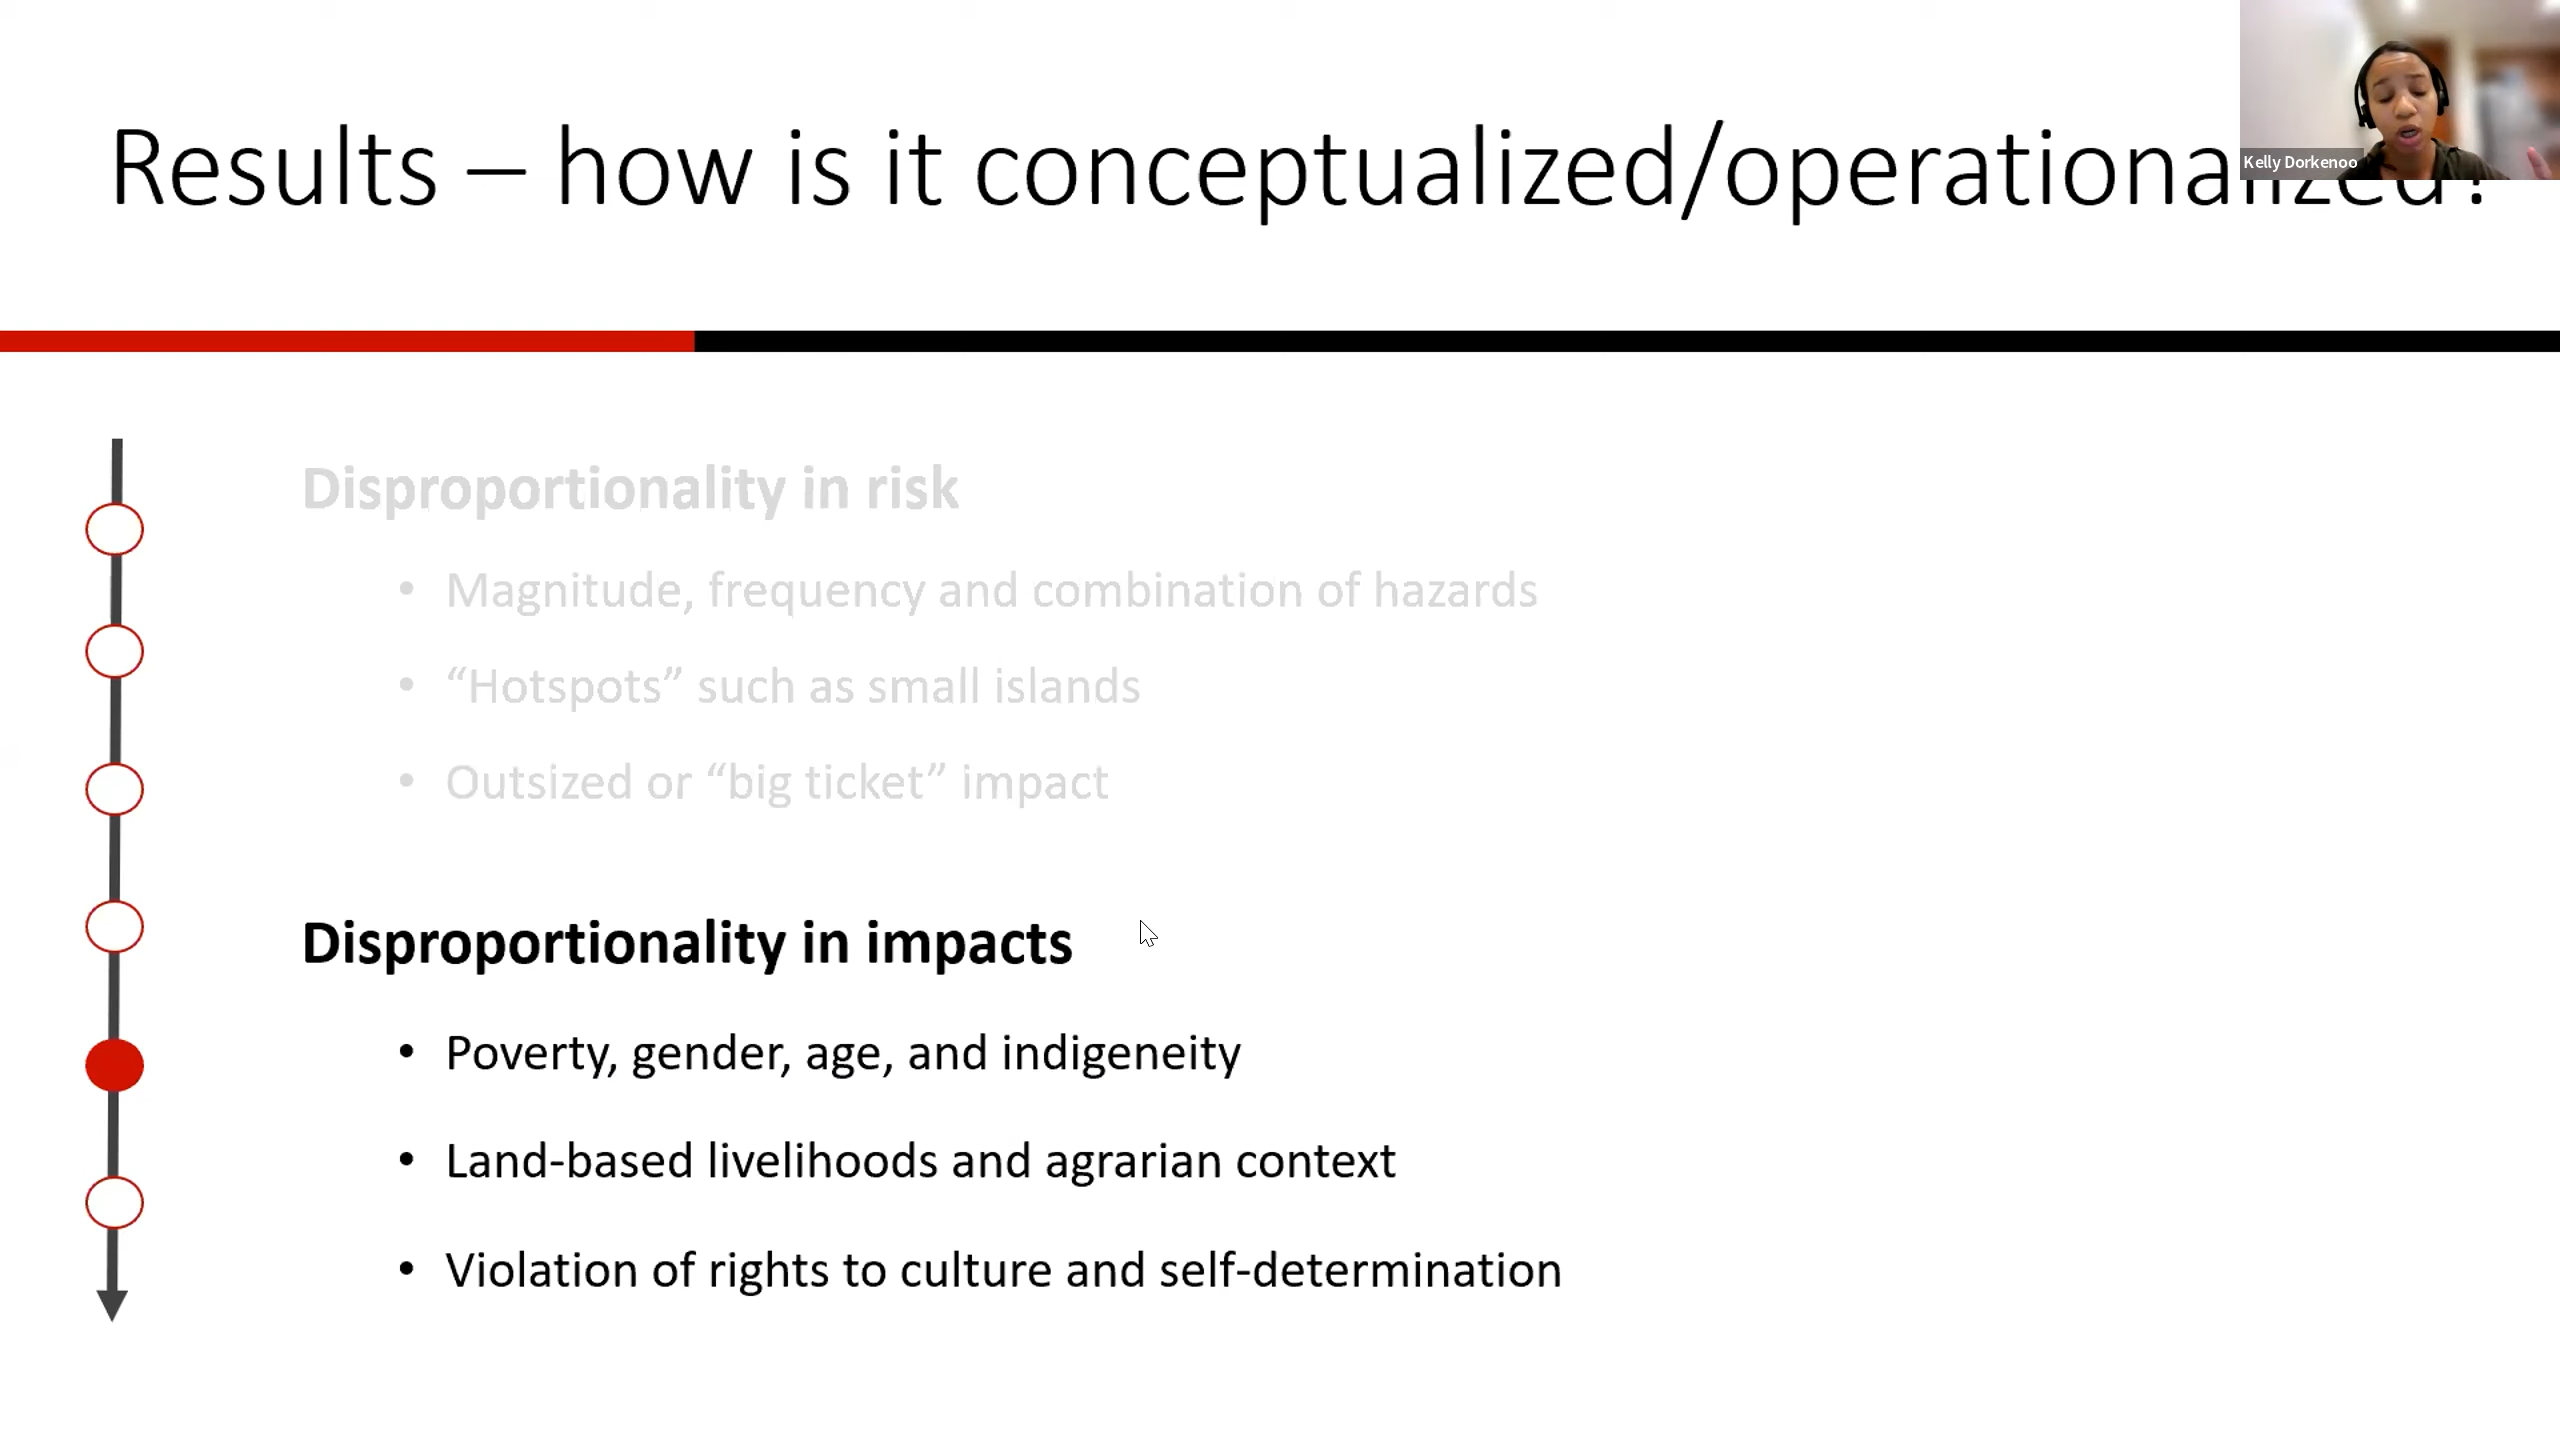 Results – how is it conceptualized/operationalized?
Kelly Dorkenoo
Disproportionality in risk
• Magnitude, frequency and combination of hazards
• “Hotspots” such as small islands
• Outsized or “big ticket” impact
Disproportionality in impacts
• Poverty, gender, age, and indigeneity
• Land-based livelihoods and agrarian context
• Violation of rights to culture and self-determination